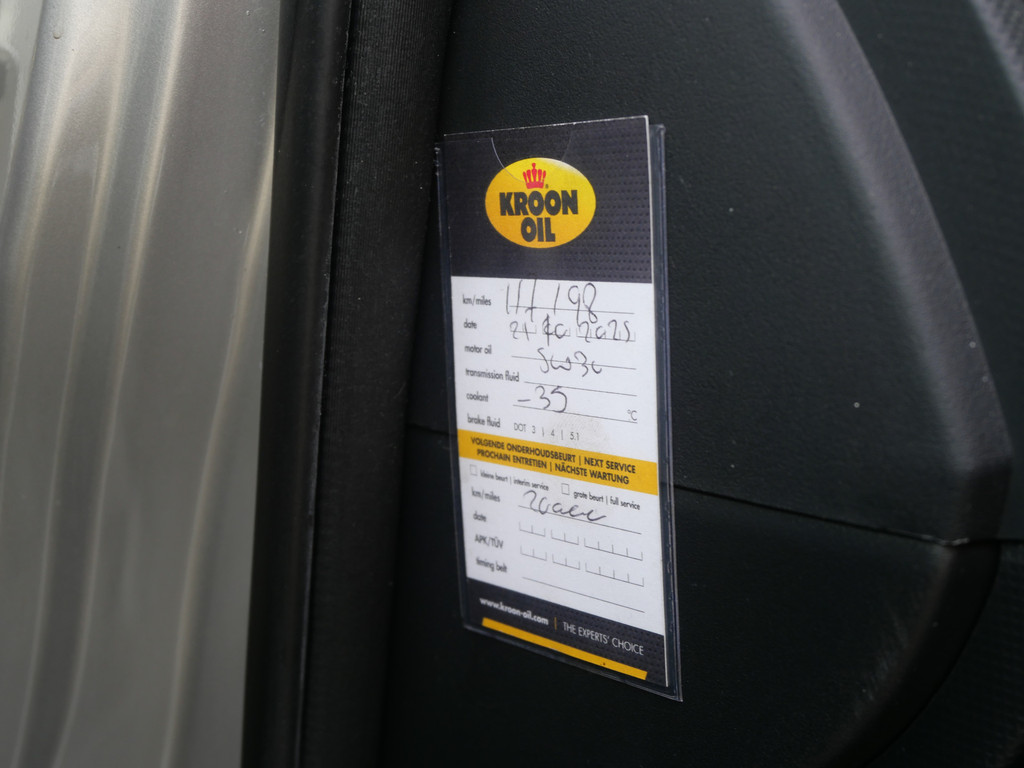 KROON
OIL
km/miles 117 198
date 21 10 2025
motor oil 5w30
transmission fluid
coolant -35 °C
brake fluid DOT 3 | 4 | 5.1
VOLGENDE ONDERHOUDSBEURT | NEXT SERVICE
PROCHAIN ENTRETIEN | NÄCHSTE WARTUNG
kleine beurt | interim service grote beurt | full service
km/miles
date
APK/TÜV
timing belt
www.kroon-oil.com | THE EXPERTS' CHOICE